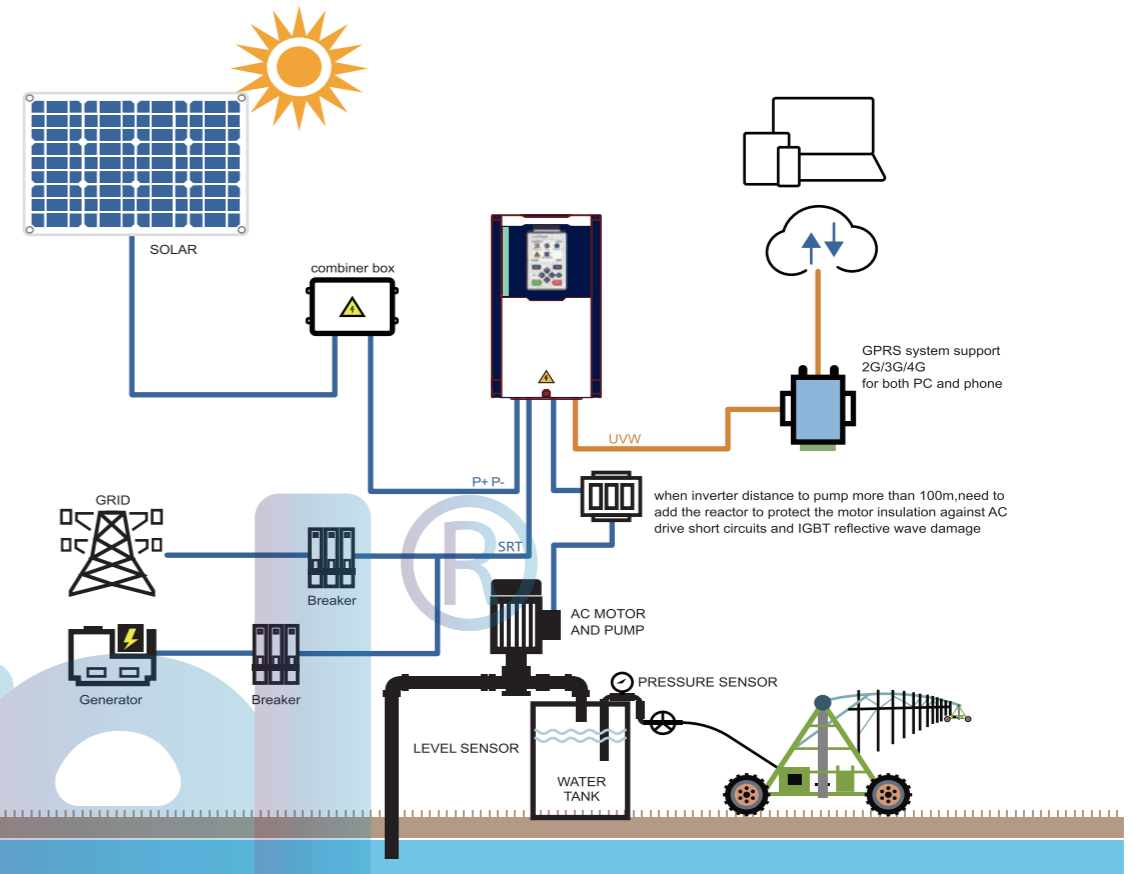 SOLAR
combiner box
GPRS system support
2G/3G/4G
for both PC and phone
UVW
P+ P-
when inverter distance to pump more than 100m,need to
add the reactor to protect the motor insulation against AC
drive short circuits and IGBT reflective wave damage
GRID
SRT
R
Breaker
AC MOTOR
AND PUMP
Generator
Breaker
PRESSURE SENSOR
LEVEL SENSOR
WATER
TANK